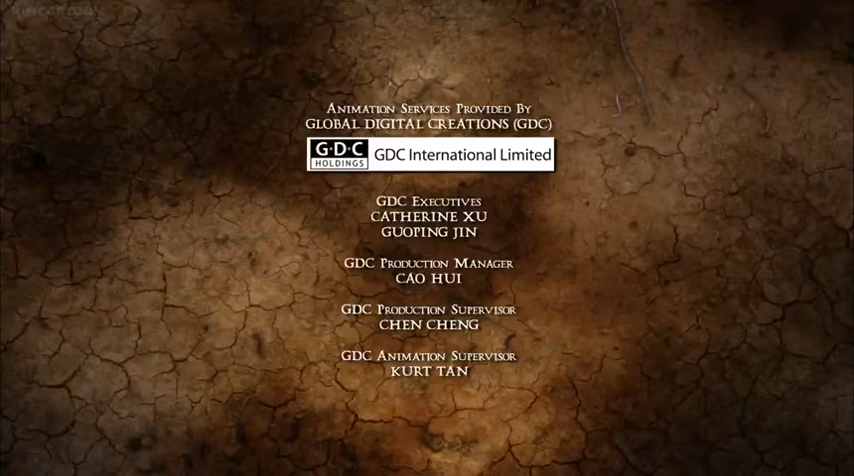 KIMCARTOON
Animation Services Provided By
GLOBAL DIGITAL CREATIONS (GDC)
G·D·C
HOLDINGS
GDC International Limited
GDC Executives
CATHERINE XU
GUOPING JIN
GDC Production Manager
CAO HUI
GDC Production Supervisor
CHEN CHENG
GDC Animation Supervisor
KURT TAN